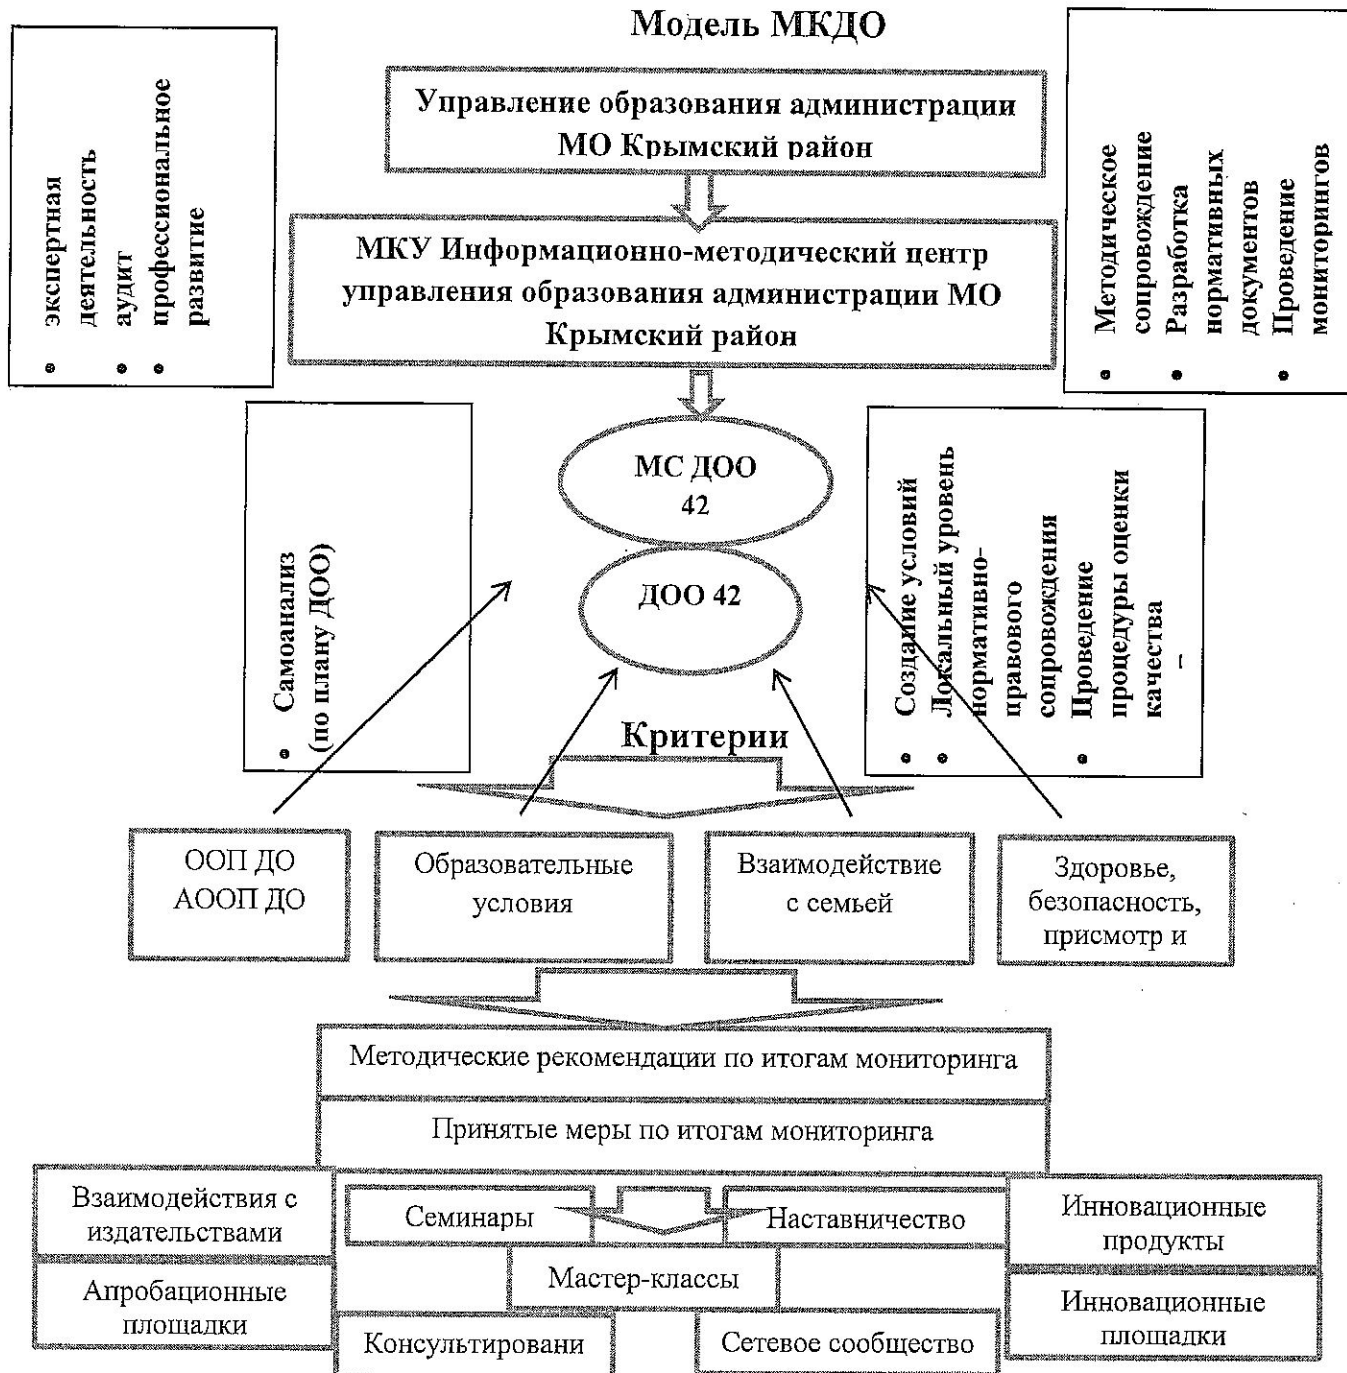 Модель МКДО
Управление образования администрации
МО Крымский район
МКУ Информационно-методический центр
управления образования администрации МО
Крымский район
• экспертная
деятельность
• аудит
• профессиональное
развитие
• Методическое
сопровождение
• Разработка
нормативных
документов
• Проведение
мониторингов
МС ДОО
42
ДОО 42
• Самоанализ
(по плану ДОО)
• Создание условий
• Локальный уровень
нормативно-
правового
сопровождения
• Проведение
процедуры оценки
качества
–
Критерии
ООП ДО
АООП ДО
Образовательные
условия
Взаимодействие
с семьей
Здоровье,
безопасность,
присмотр и
Методические рекомендации по итогам мониторинга
Принятые меры по итогам мониторинга
Взаимодействия с
издательствами
Апробационные
площадки
Семинары
Наставничество
Мастер-классы
Консультировани
Сетевое сообщество
Инновационные
продукты
Инновационные
площадки